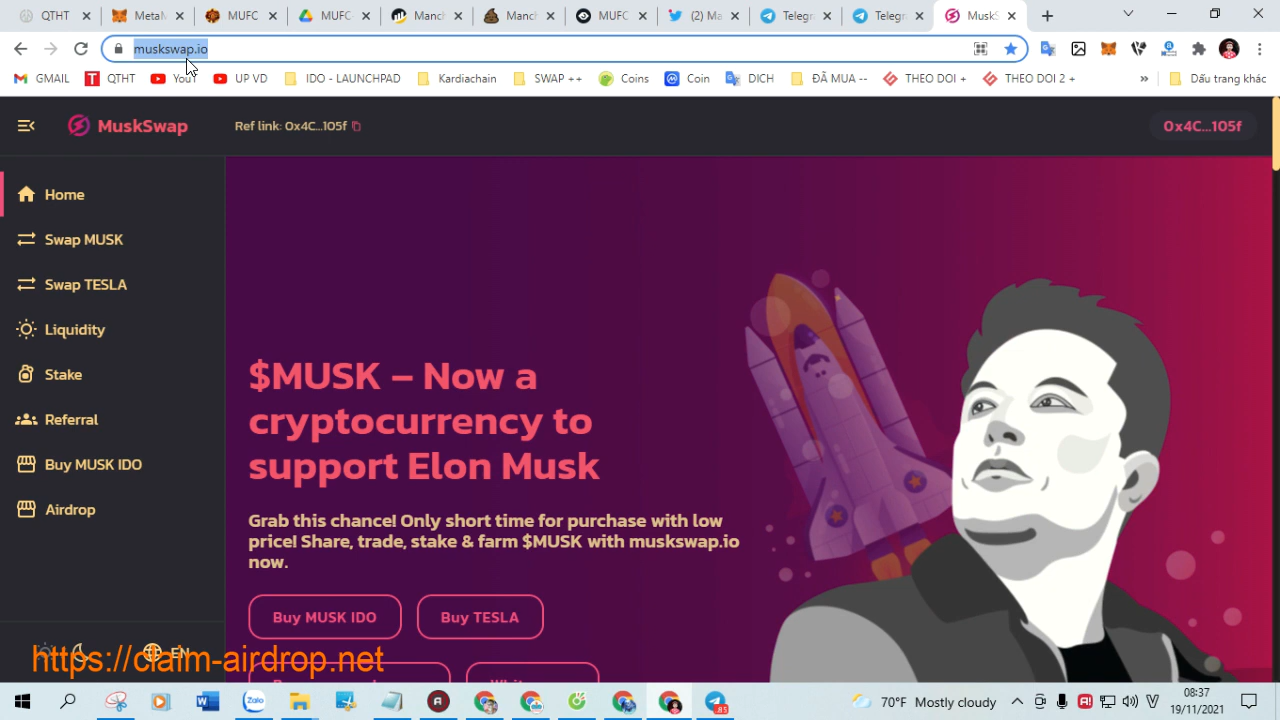 QTHT
MetaM
MUFC
MUFC-
Manch
Manch
MUFC
(2) Ma
Telegr
Telegr
MuskS
muskswap.io
GMAIL
QTHT
YouT
UP VD
IDO - LAUNCHPAD
Kardiachain
SWAP ++
Coins
Coin
DICH
ĐÃ MUA --
THEO DOI +
THEO DOI 2 +
»
Dấu trang khác
MuskSwap
Ref link: 0x4C...105f
0x4C...105f
Home
Swap MUSK
Swap TESLA
Liquidity
Stake
Referral
Buy MUSK IDO
Airdrop
$MUSK – Now a
cryptocurrency to
support Elon Musk
Grab this chance! Only short time for purchase with low
price! Share, trade, stake & farm $MUSK with muskswap.io
now.
Buy MUSK IDO
Buy TESLA
EN
https://claim-airdrop.net
Zalo
85
70°F Mostly cloudy
08:37
19/11/2021